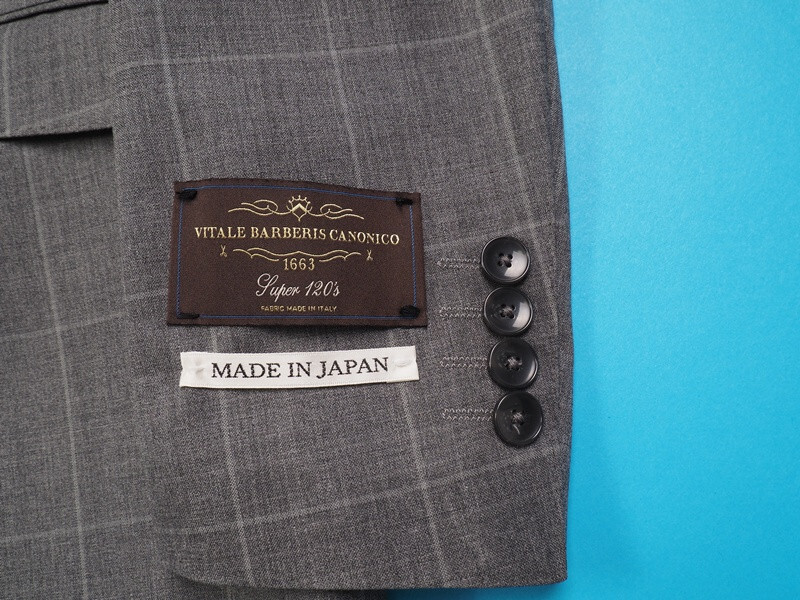 VITALE BARBERIS CANONICO
1663
Super 120's
FABRIC MADE IN ITALY
MADE IN JAPAN